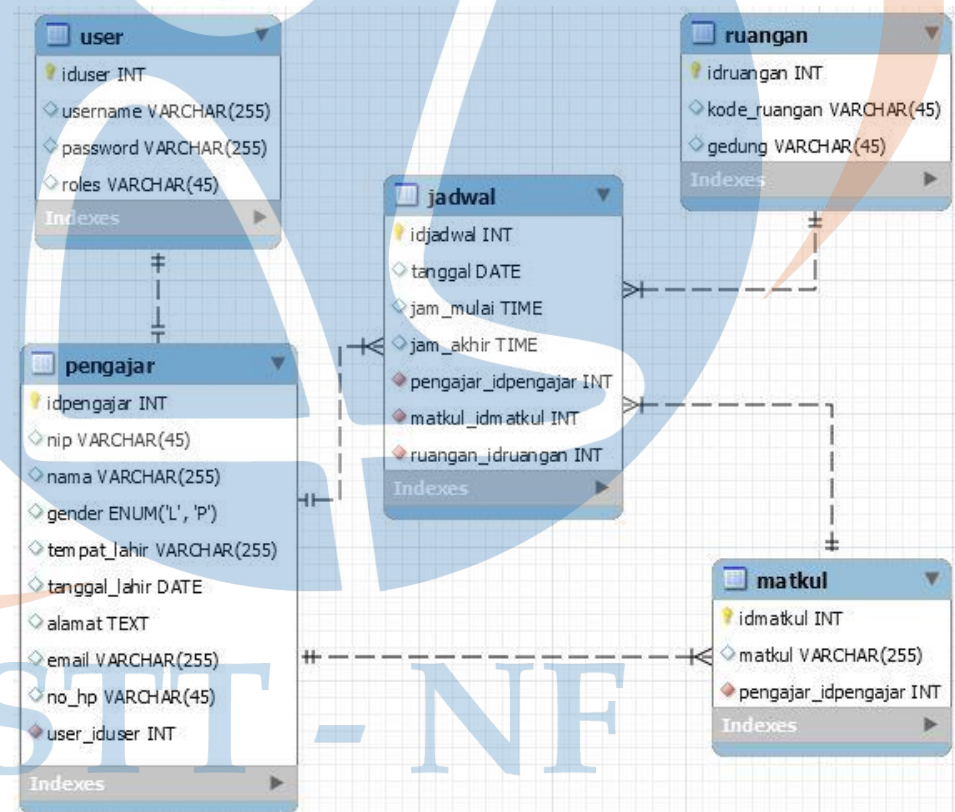 user
iduser INT
username VARCHAR(255)
password VARCHAR(255)
roles VARCHAR(45)
Indexes
ruangan
idruangan INT
kode_ruangan VARCHAR(45)
gedung VARCHAR(45)
Indexes
jadwal
idjadwal INT
tanggal DATE
jam_mulai TIME
jam_akhir TIME
pengajar_idpengajar INT
matkul_idmatkul INT
ruangan_idruangan INT
Indexes
pengajar
idpengajar INT
nip VARCHAR(45)
nama VARCHAR(255)
gender ENUM('L', 'P')
tempat_lahir VARCHAR(255)
tanggal_lahir DATE
alamat TEXT
email VARCHAR(255)
no_hp VARCHAR(45)
user_iduser INT
Indexes
matkul
idmatkul INT
matkul VARCHAR(255)
pengajar_idpengajar INT
Indexes
STT - NF